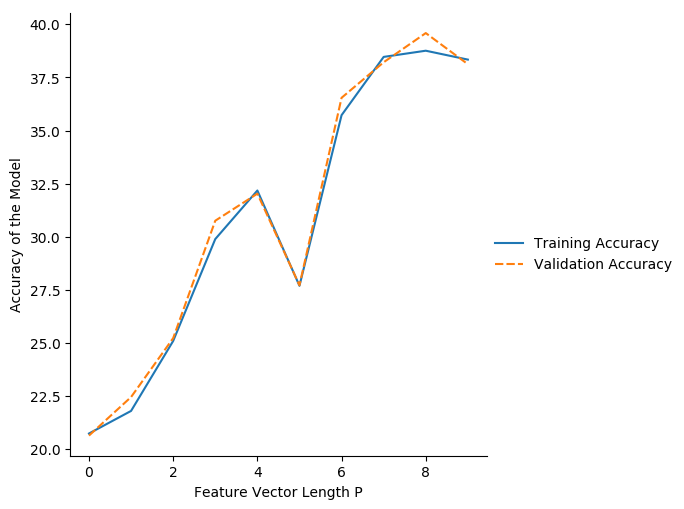 40.0
37.5
35.0
32.5
30.0
27.5
25.0
22.5
20.0
Accuracy of the Model
0 2 4 6 8
Feature Vector Length P
Training Accuracy
Validation Accuracy